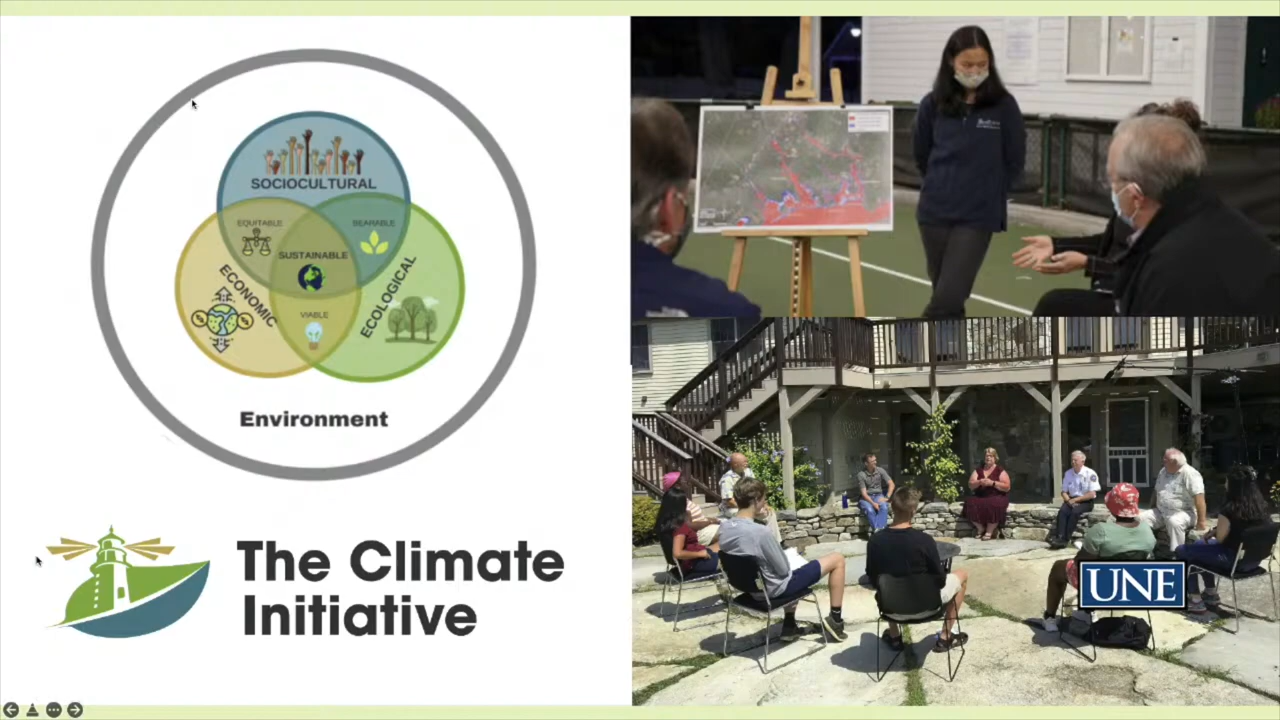 SOCIOCULTURAL
EQUITABLE
BEARABLE
SUSTAINABLE
ECONOMIC
ECOLOGICAL
VIABLE
Environment
The Climate
Initiative
UNE